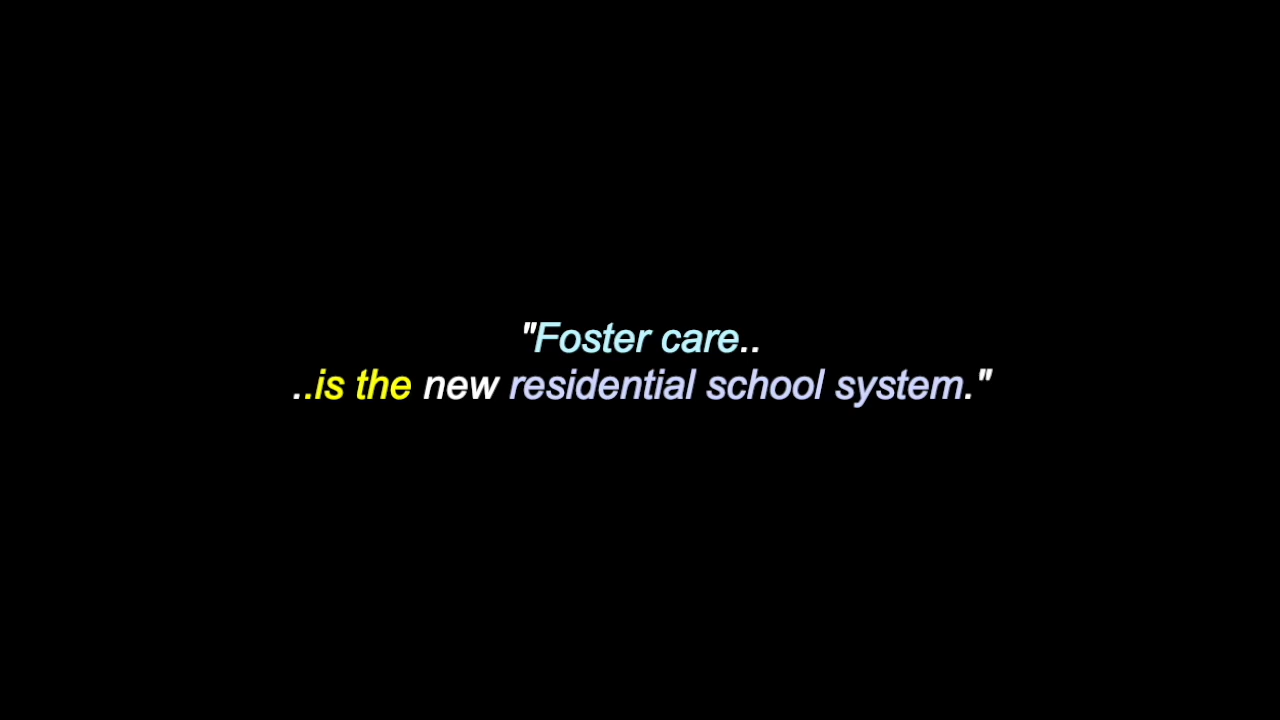 "Foster care..
..is the new residential school system."